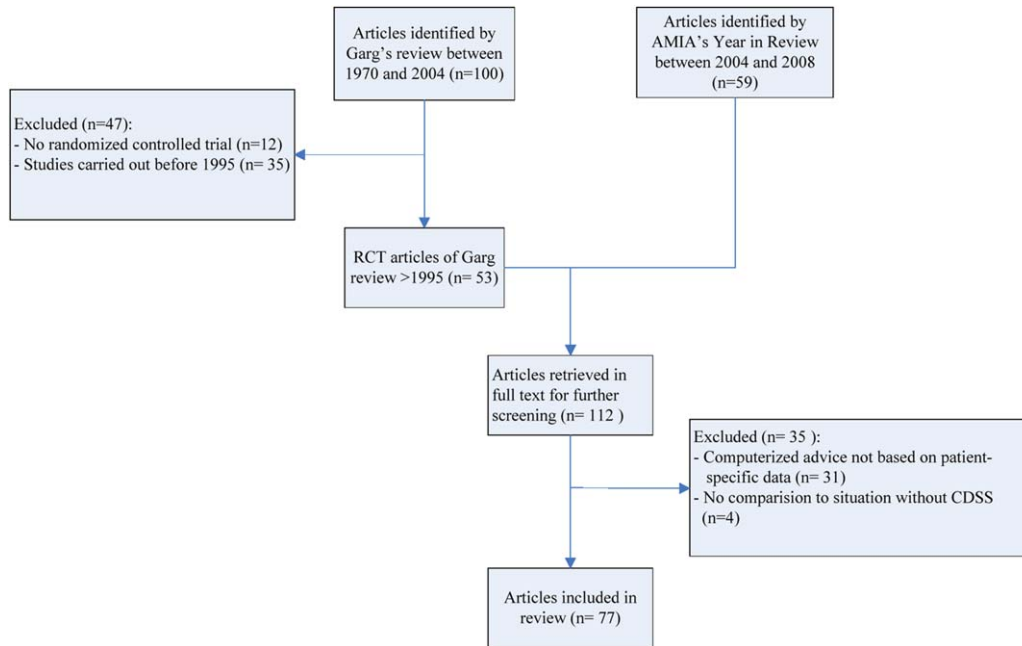 Articles identified by
Garg's review between
1970 and 2004 (n=100)
Articles identified by
AMIA's Year in Review
between 2004 and 2008
(n=59)
Excluded (n=47):
- No randomized controlled trial (n=12)
- Studies carried out before 1995 (n= 35)
RCT articles of Garg
review >1995 (n= 53)
Articles retrieved in
full text for further
screening (n= 112 )
Excluded (n= 35 ):
- Computerized advice not based on patient-
specific data (n= 31)
- No comparision to situation without CDSS
(n=4)
Articles included in
review (n= 77)